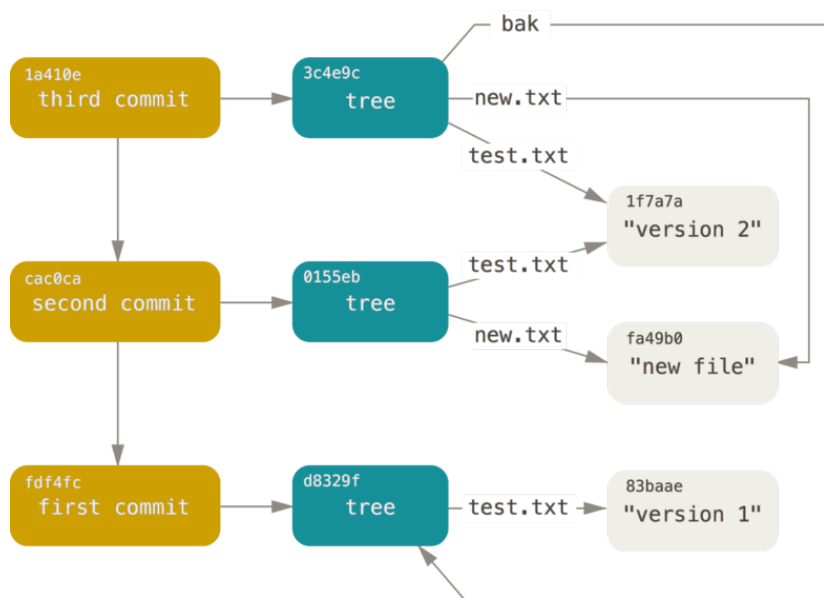 bak
1a410e
third commit
3c4e9c
tree
new.txt
test.txt
1f7a7a
"version 2"
cac0ca
second commit
0155eb
tree
test.txt
new.txt
fa49b0
"new file"
fdf4fc
first commit
d8329f
tree
test.txt
83baae
"version 1"